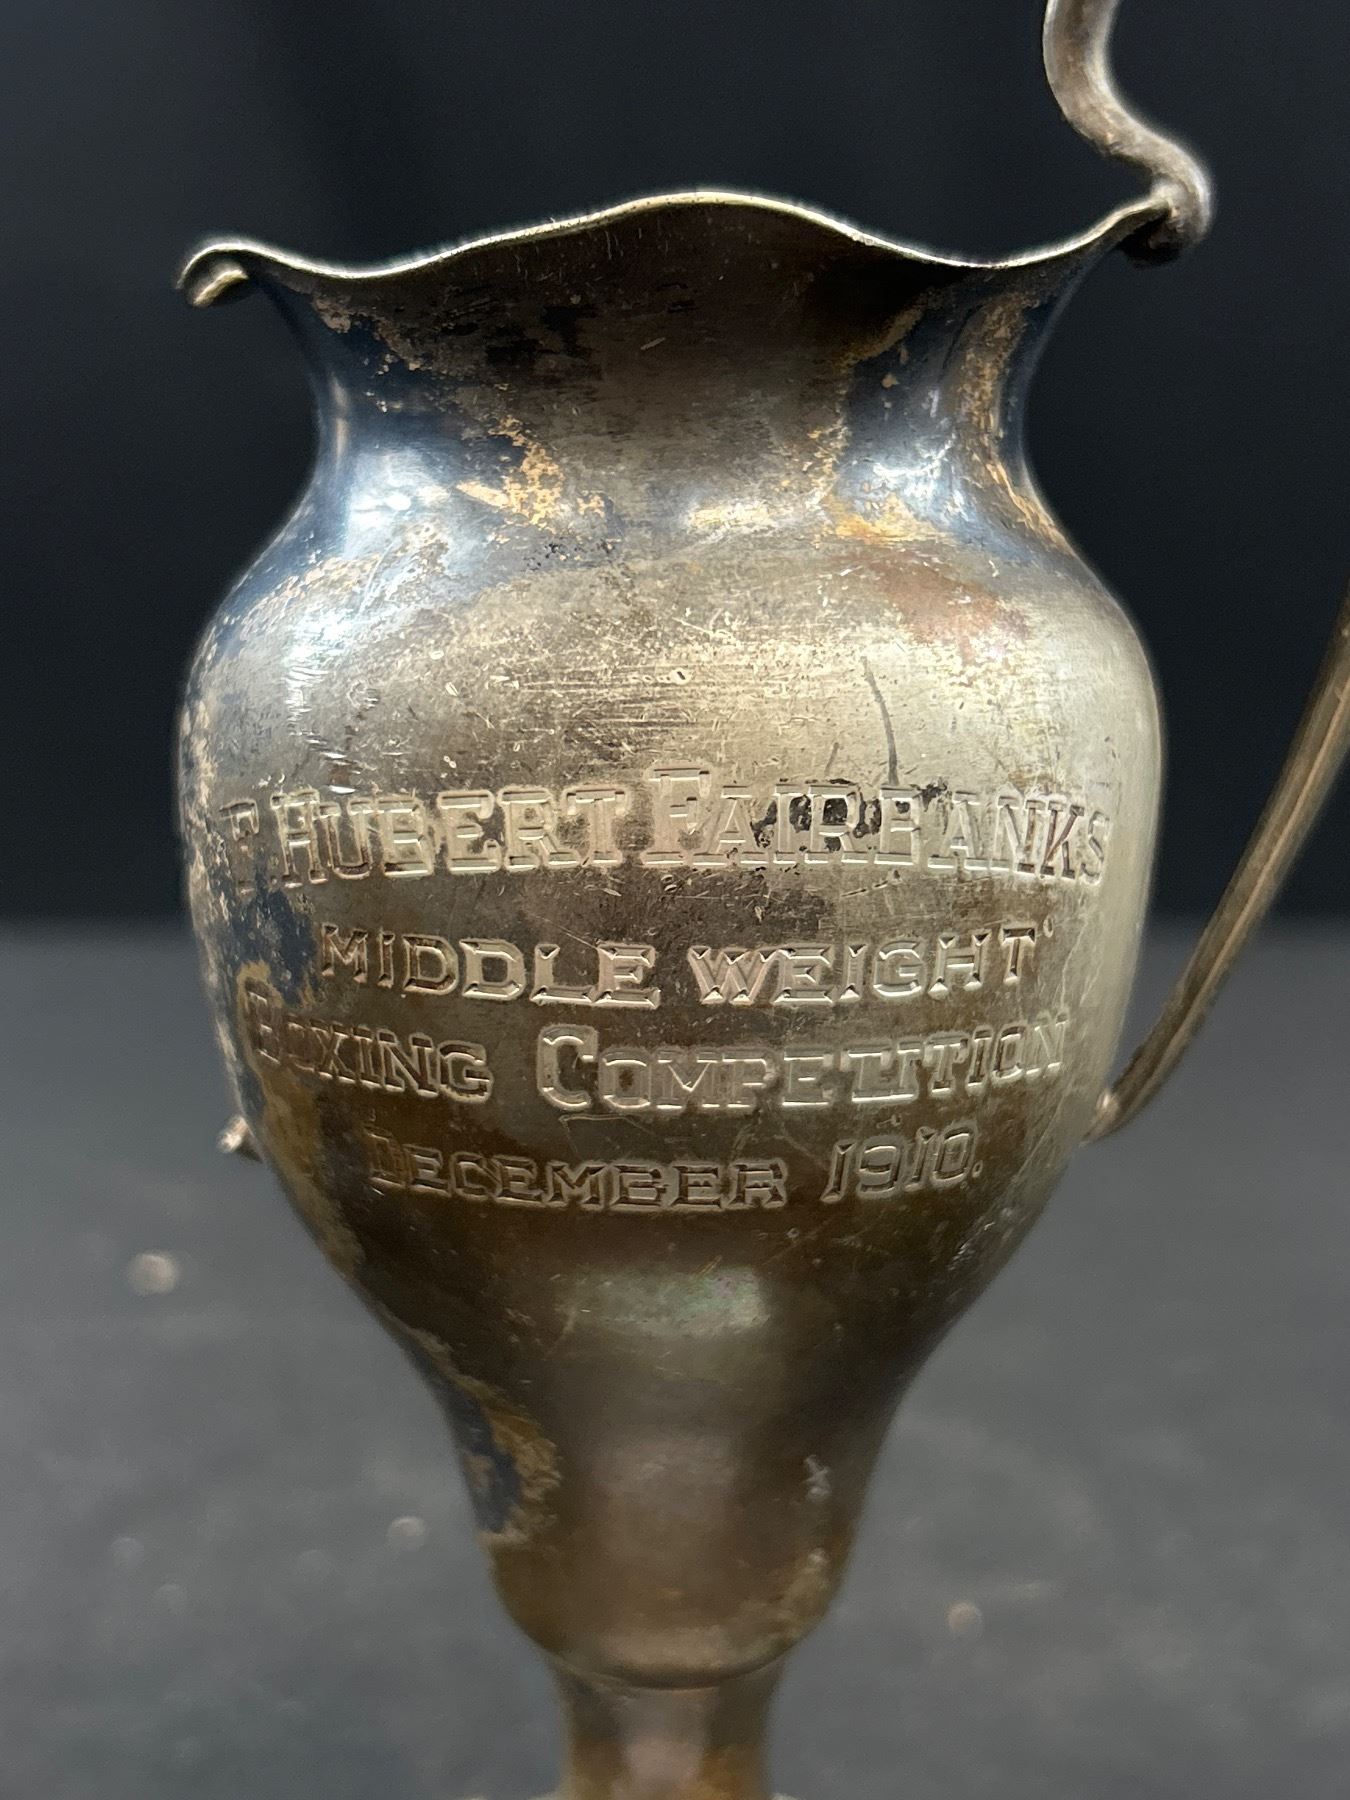 F. HUBERT FAIRBANKS
MIDDLE WEIGHT
BOXING COMPETITION
DECEMBER 1910.